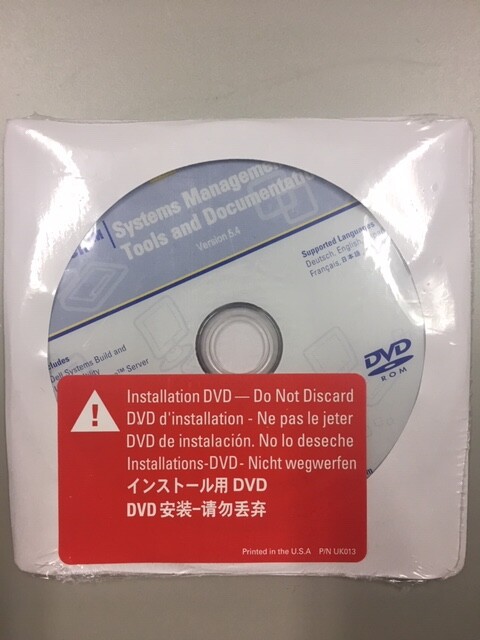 Systems Management
Tools and Documentation
Version 5.4
Supported Languages
Deutsch, English,
Français, 日本語
DVD
ROM
Dell Systems Build and
Server
Installation DVD — Do Not Discard
DVD d'installation - Ne pas le jeter
DVD de instalación. No lo deseche
Installations-DVD- Nicht wegwerfen
インストール用 DVD
DVD 安装–请勿丢弃
Printed in the U.S.A P/N UK013